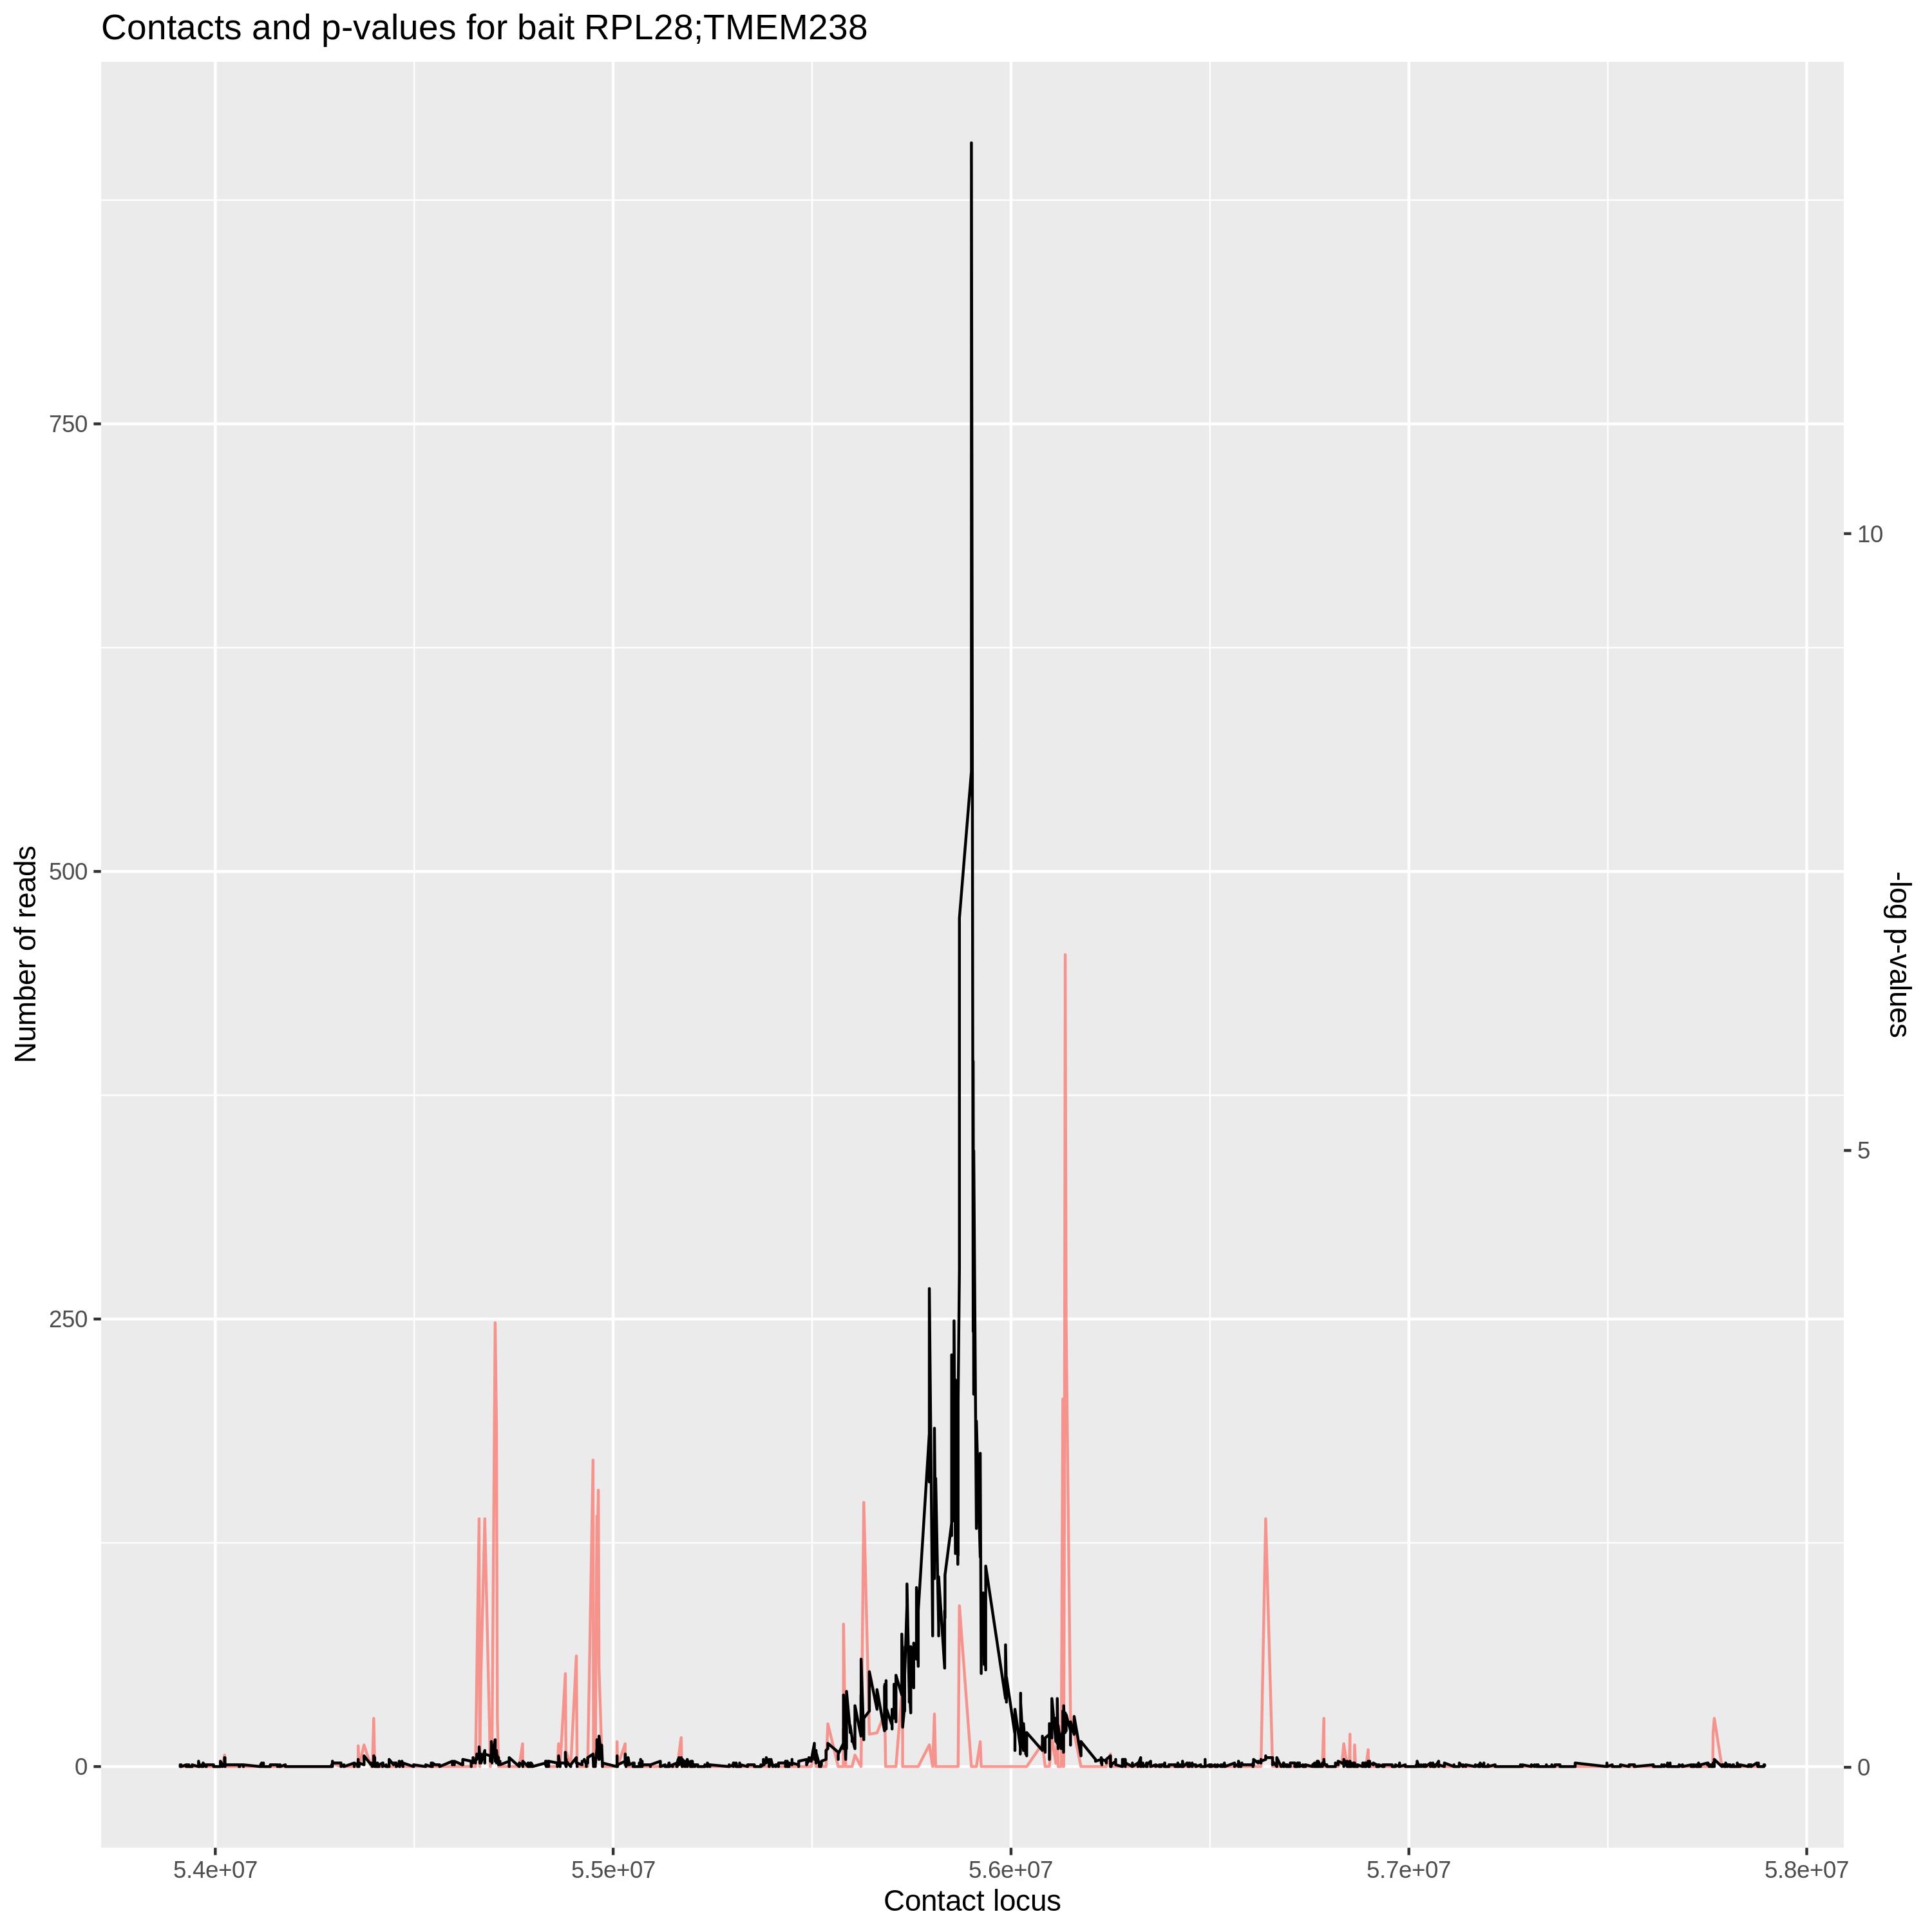 Contacts and p-values for bait RPL28;TMEM238
750
500
250
0
Number of reads
10
5
0
-log p-values
5.4e+07
5.5e+07
5.6e+07
5.7e+07
5.8e+07
Contact locus